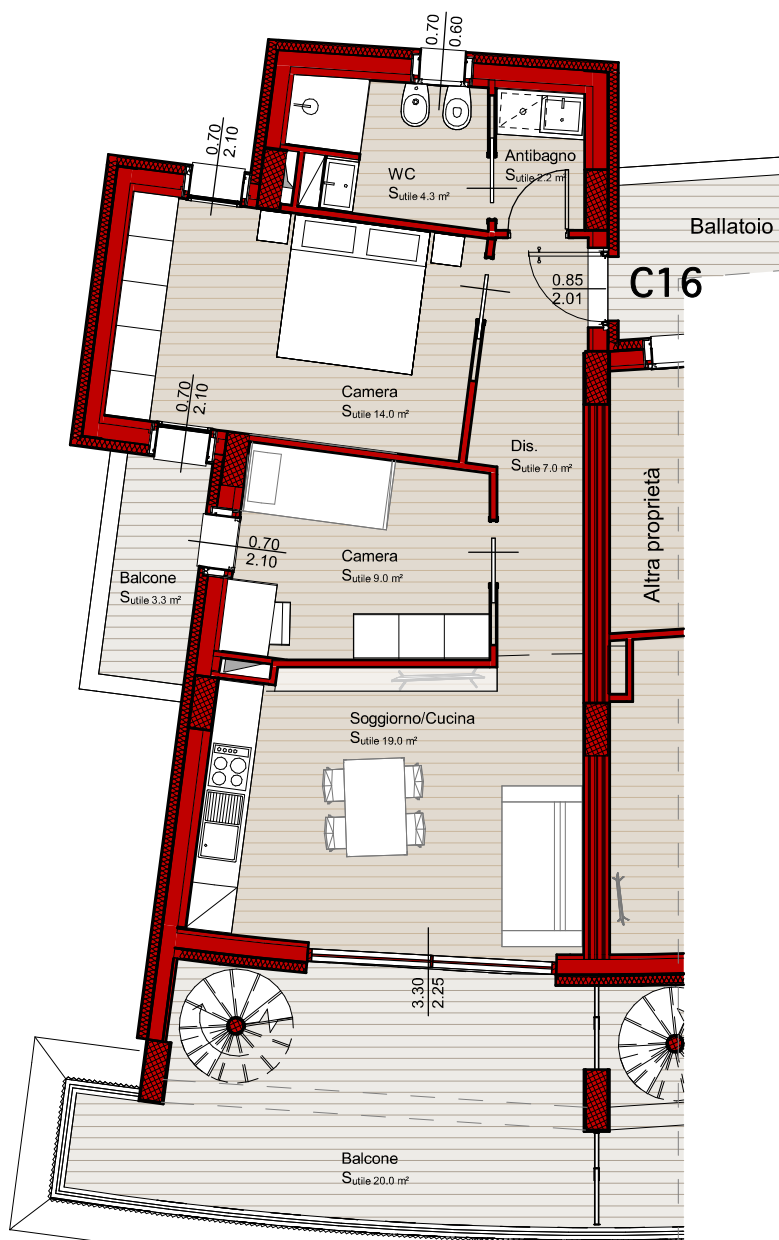 0.70
0.60
0.70
2.10
Antibagno
Sutile 2.2 m²
WC
Sutile 4.3 m²
Ballatoio
C16
0.85
2.01
Camera
Sutile 14.0 m²
0.70
2.10
Dis.
Sutile 7.0 m²
Altra proprietà
0.70
2.10
Camera
Sutile 9.0 m²
Balcone
Sutile 3.3 m²
Soggiorno/Cucina
Sutile 19.0 m²
3.30
2.25
Balcone
Sutile 20.0 m²